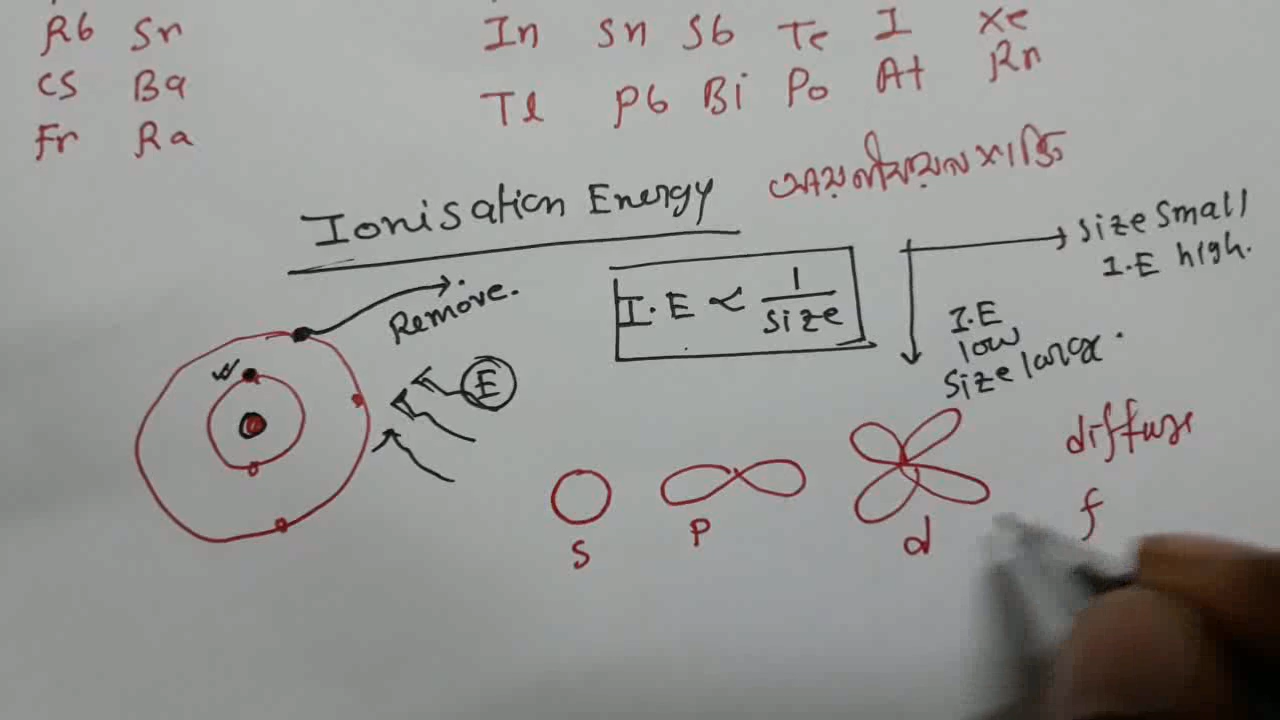 Rb Sr In Sn Sb Te I Xe
Cs Ba Tl Pb Bi Po At Rn
Fr Ra
Ionisation Energy
Remove.
E
I.E ∝ 1/size
size small
I.E high.
I.E
low
size large.
diffuse
S P d f